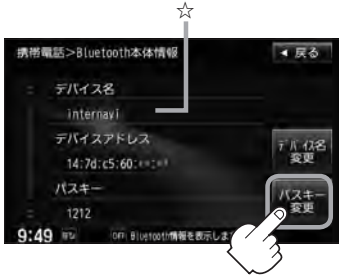 ☆
携帯電話>Bluetooth本体情報
◀ 戻る
デバイス名
internavi
デバイスアドレス
14:7d:c5:60:
デバイス名
変更
パスキー
1212
パスキー
変更
9:49
Bluetooth情報を表示しま